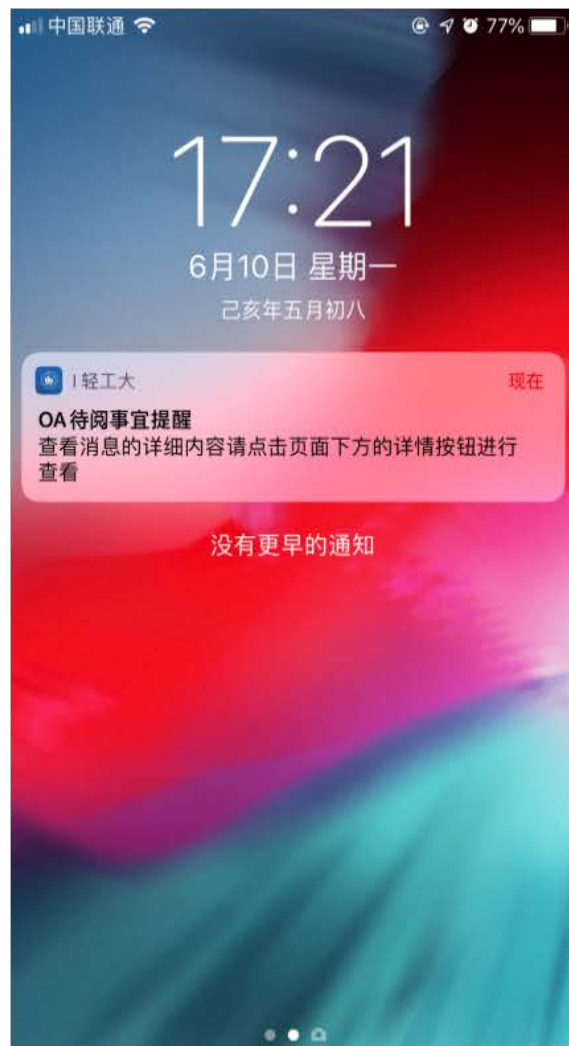 中国联通 77%
17:21
6月10日 星期一
己亥年五月初八
I 轻工大 现在
OA待阅事宜提醒
查看消息的详细内容请点击页面下方的详情按钮进行
查看
没有更早的通知